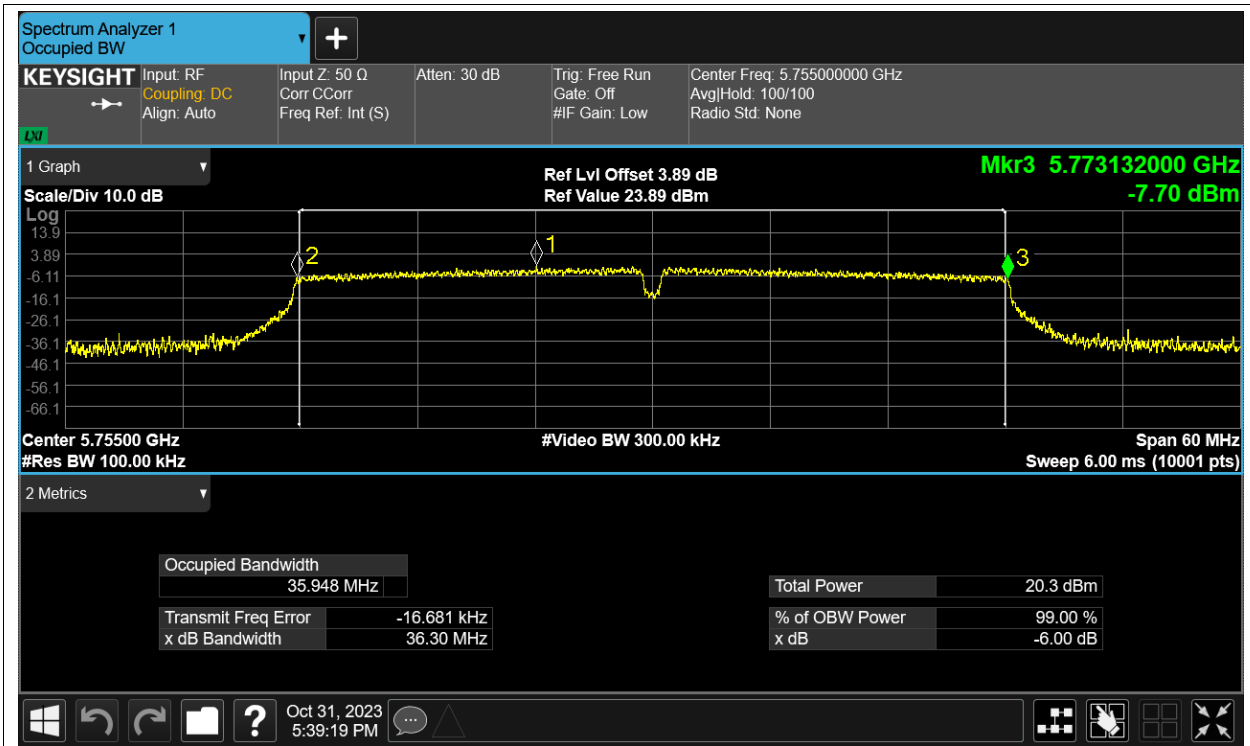 Spectrum Analyzer 1
Occupied BW
KEYSIGHT
Input: RF
Coupling: DC
Align: Auto
Input Z: 50 Ω
Corr CCorr
Freq Ref: Int (S)
Atten: 30 dB
Trig: Free Run
Gate: Off
#IF Gain: Low
Center Freq: 5.755000000 GHz
Avg|Hold: 100/100
Radio Std: None
LXI
1 Graph
Scale/Div 10.0 dB
Ref Lvl Offset 3.89 dB
Ref Value 23.89 dBm
Mkr3 5.773132000 GHz
-7.70 dBm
Log
13.9
3.89
-6.11
-16.1
-26.1
-36.1
-46.1
-56.1
-66.1
2
1
3
Center 5.75500 GHz
#Res BW 100.00 kHz
#Video BW 300.00 kHz
Span 60 MHz
Sweep 6.00 ms (10001 pts)
2 Metrics
Occupied Bandwidth
35.948 MHz
Transmit Freq Error -16.681 kHz
x dB Bandwidth 36.30 MHz
Total Power 20.3 dBm
% of OBW Power 99.00 %
x dB -6.00 dB
?
Oct 31, 2023
5:39:19 PM